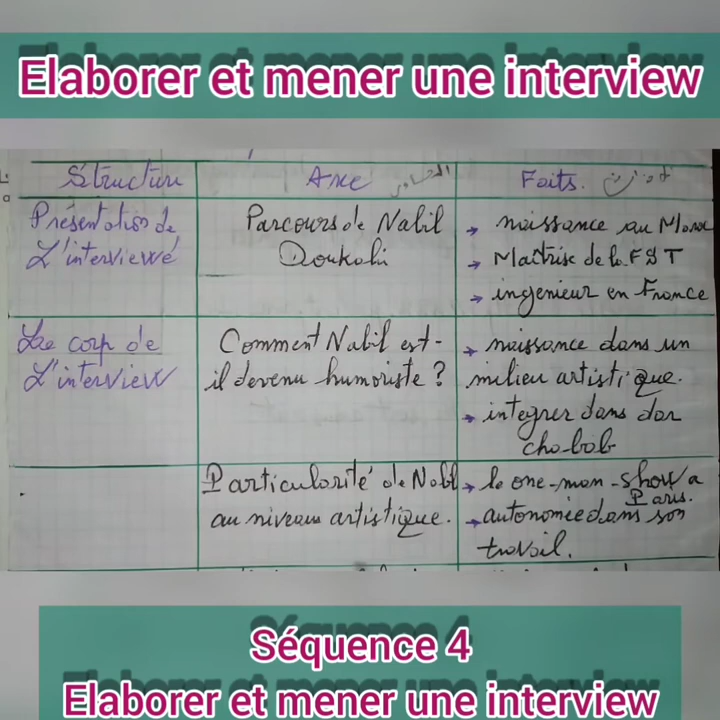 Elaborer et mener une interview
Structure Axe المحاور Faits.
Présentation de
L'interviewé
Parcours de Nabil
Doukali
→ naissance au Maroc
→ Maîtrise de la FST
→ ingenieur en France
Le corp de
L'interview
Comment Nabil est-
il devenu humoriste ?
→ naissance dans un
milieu artistique.
→ integrer dans dar
chabab
Particularité de Nabil
au niveau artistique.
→ le one-man-show a
Paris.
→ autonomie dans son
travail.
Séquence 4
Elaborer et mener une interview